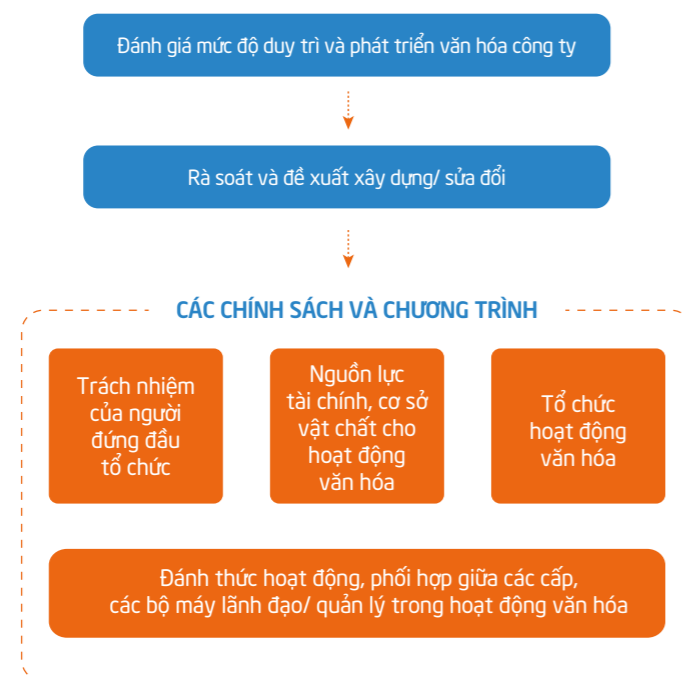 Đánh giá mức độ duy trì và phát triển văn hóa công ty
Rà soát và đề xuất xây dựng/ sửa đổi
CÁC CHÍNH SÁCH VÀ CHƯƠNG TRÌNH
Trách nhiệm
của người
đứng đầu
tổ chức
Nguồn lực
tài chính, cơ sở
vật chất cho
hoạt động
văn hóa
Tổ chức
hoạt động
văn hóa
Đánh thức hoạt động, phối hợp giữa các cấp,
các bộ máy lãnh đạo/ quản lý trong hoạt động văn hóa